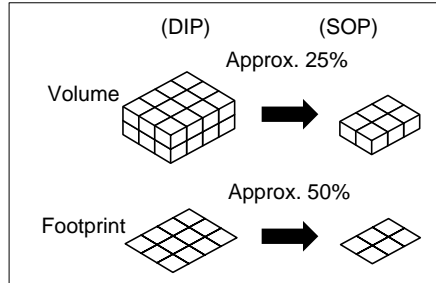 (DIP) (SOP)
Approx. 25%
Volume
Approx. 50%
Footprint